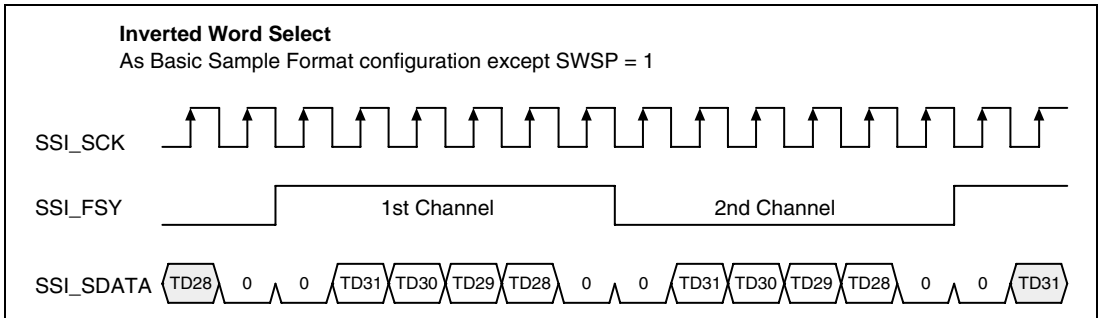 Inverted Word Select
As Basic Sample Format configuration except SWSP = 1
SSI_SCK
SSI_FSY 1st Channel 2nd Channel
SSI_SDATA TD28 0 0 TD31 TD30 TD29 TD28 0 0 TD31 TD30 TD29 TD28 0 0 TD31